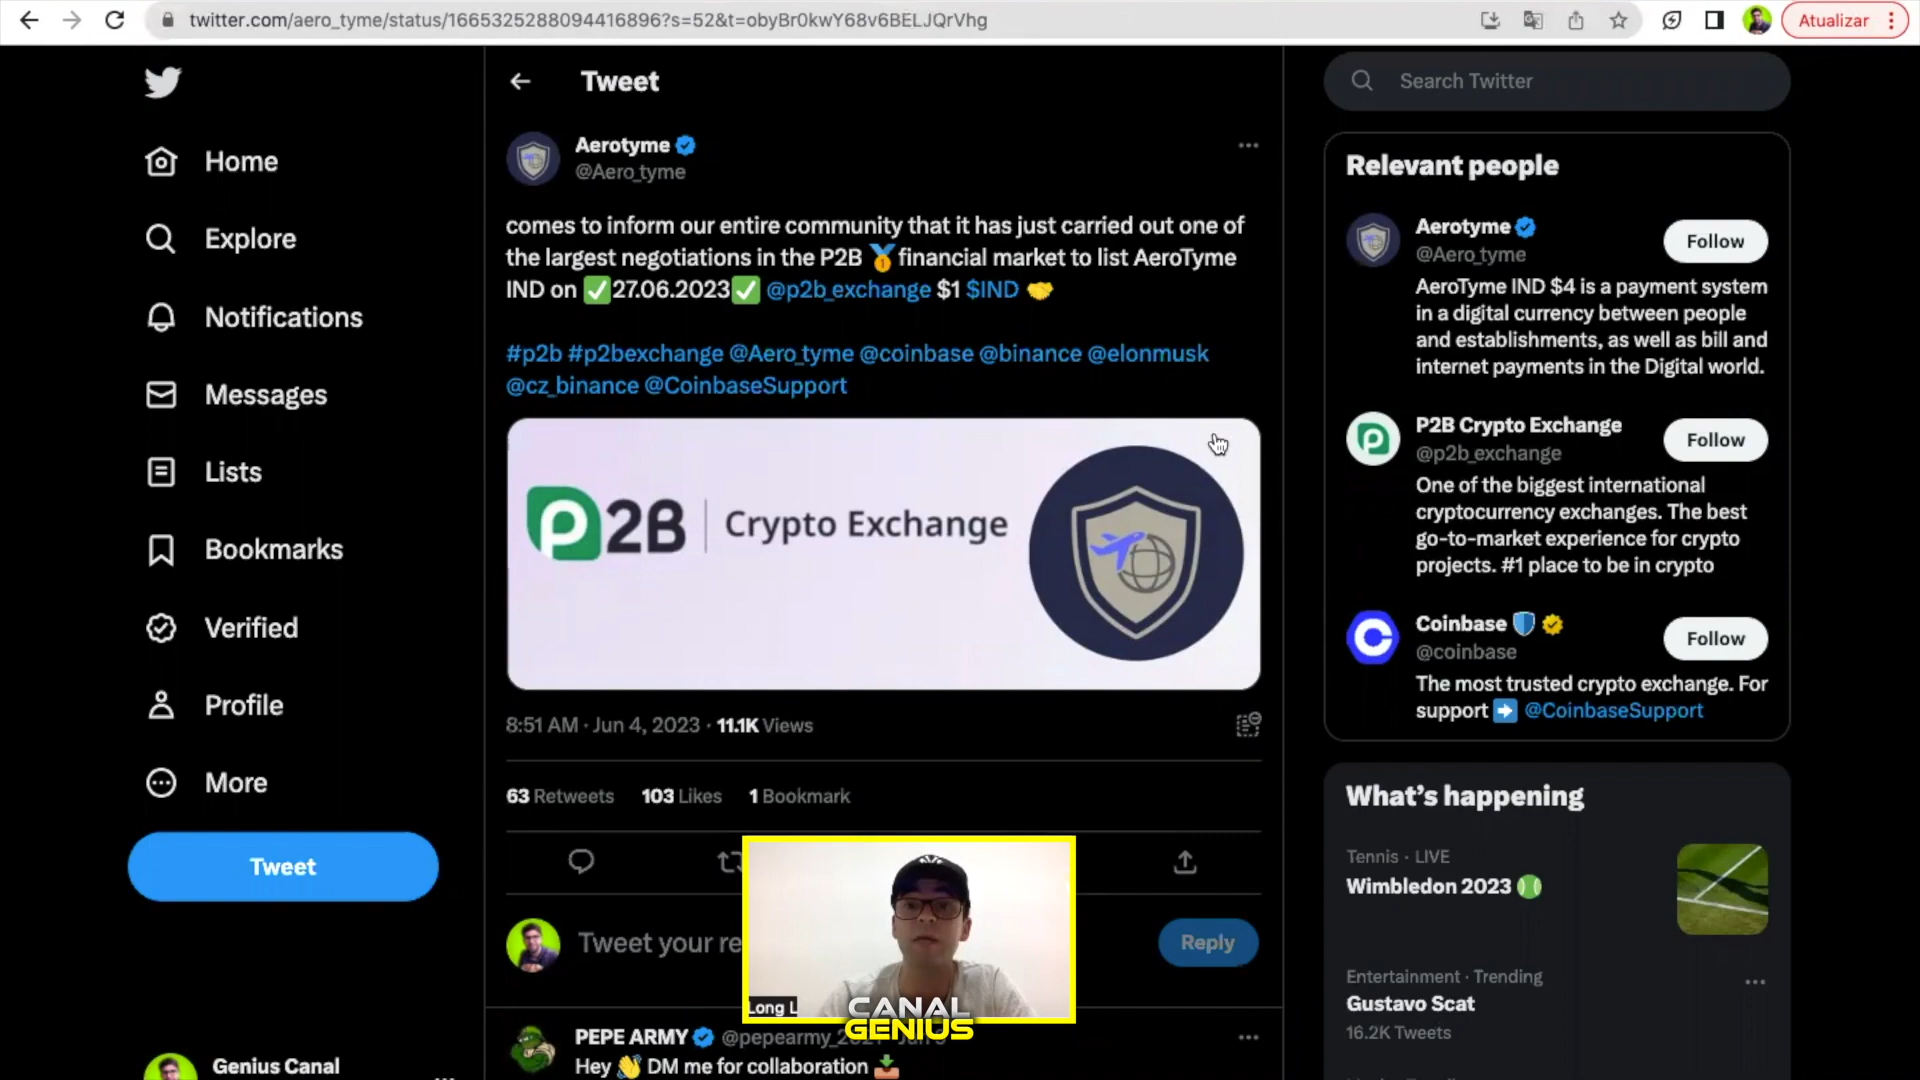 twitter.com/aero_tyme/status/1665325288094416896?s=52&t=obyBr0kwY68v6BELJQrVhg
Atualizar
Home
Explore
Notifications
Messages
Lists
Bookmarks
Verified
Profile
More
Tweet
Genius Canal
Tweet
Aerotyme
@Aero_tyme
comes to inform our entire community that it has just carried out one of
the largest negotiations in the P2B 🥇financial market to list AeroTyme
IND on ✅27.06.2023✅ @p2b_exchange $1 $IND 🤝
#p2b #p2bexchange @Aero_tyme @coinbase @binance @elonmusk
@cz_binance @CoinbaseSupport
P2B | Crypto Exchange
8:51 AM · Jun 4, 2023 · 11.1K Views
63 Retweets 103 Likes 1 Bookmark
Tweet your re
Reply
Long L
CANAL
GENIUS
PEPE ARMY @pepearmy_
Hey 👋 DM me for collaboration 📥
Search Twitter
Relevant people
Aerotyme
@Aero_tyme
Follow
AeroTyme IND $4 is a payment system
in a digital currency between people
and establishments, as well as bill and
internet payments in the Digital world.
P2B Crypto Exchange
@p2b_exchange
Follow
One of the biggest international
cryptocurrency exchanges. The best
go-to-market experience for crypto
projects. #1 place to be in crypto
Coinbase 🛡️
@coinbase
Follow
The most trusted crypto exchange. For
support ➡️ @CoinbaseSupport
What's happening
Tennis · LIVE
Wimbledon 2023 🎾
Entertainment · Trending
Gustavo Scat
16.2K Tweets